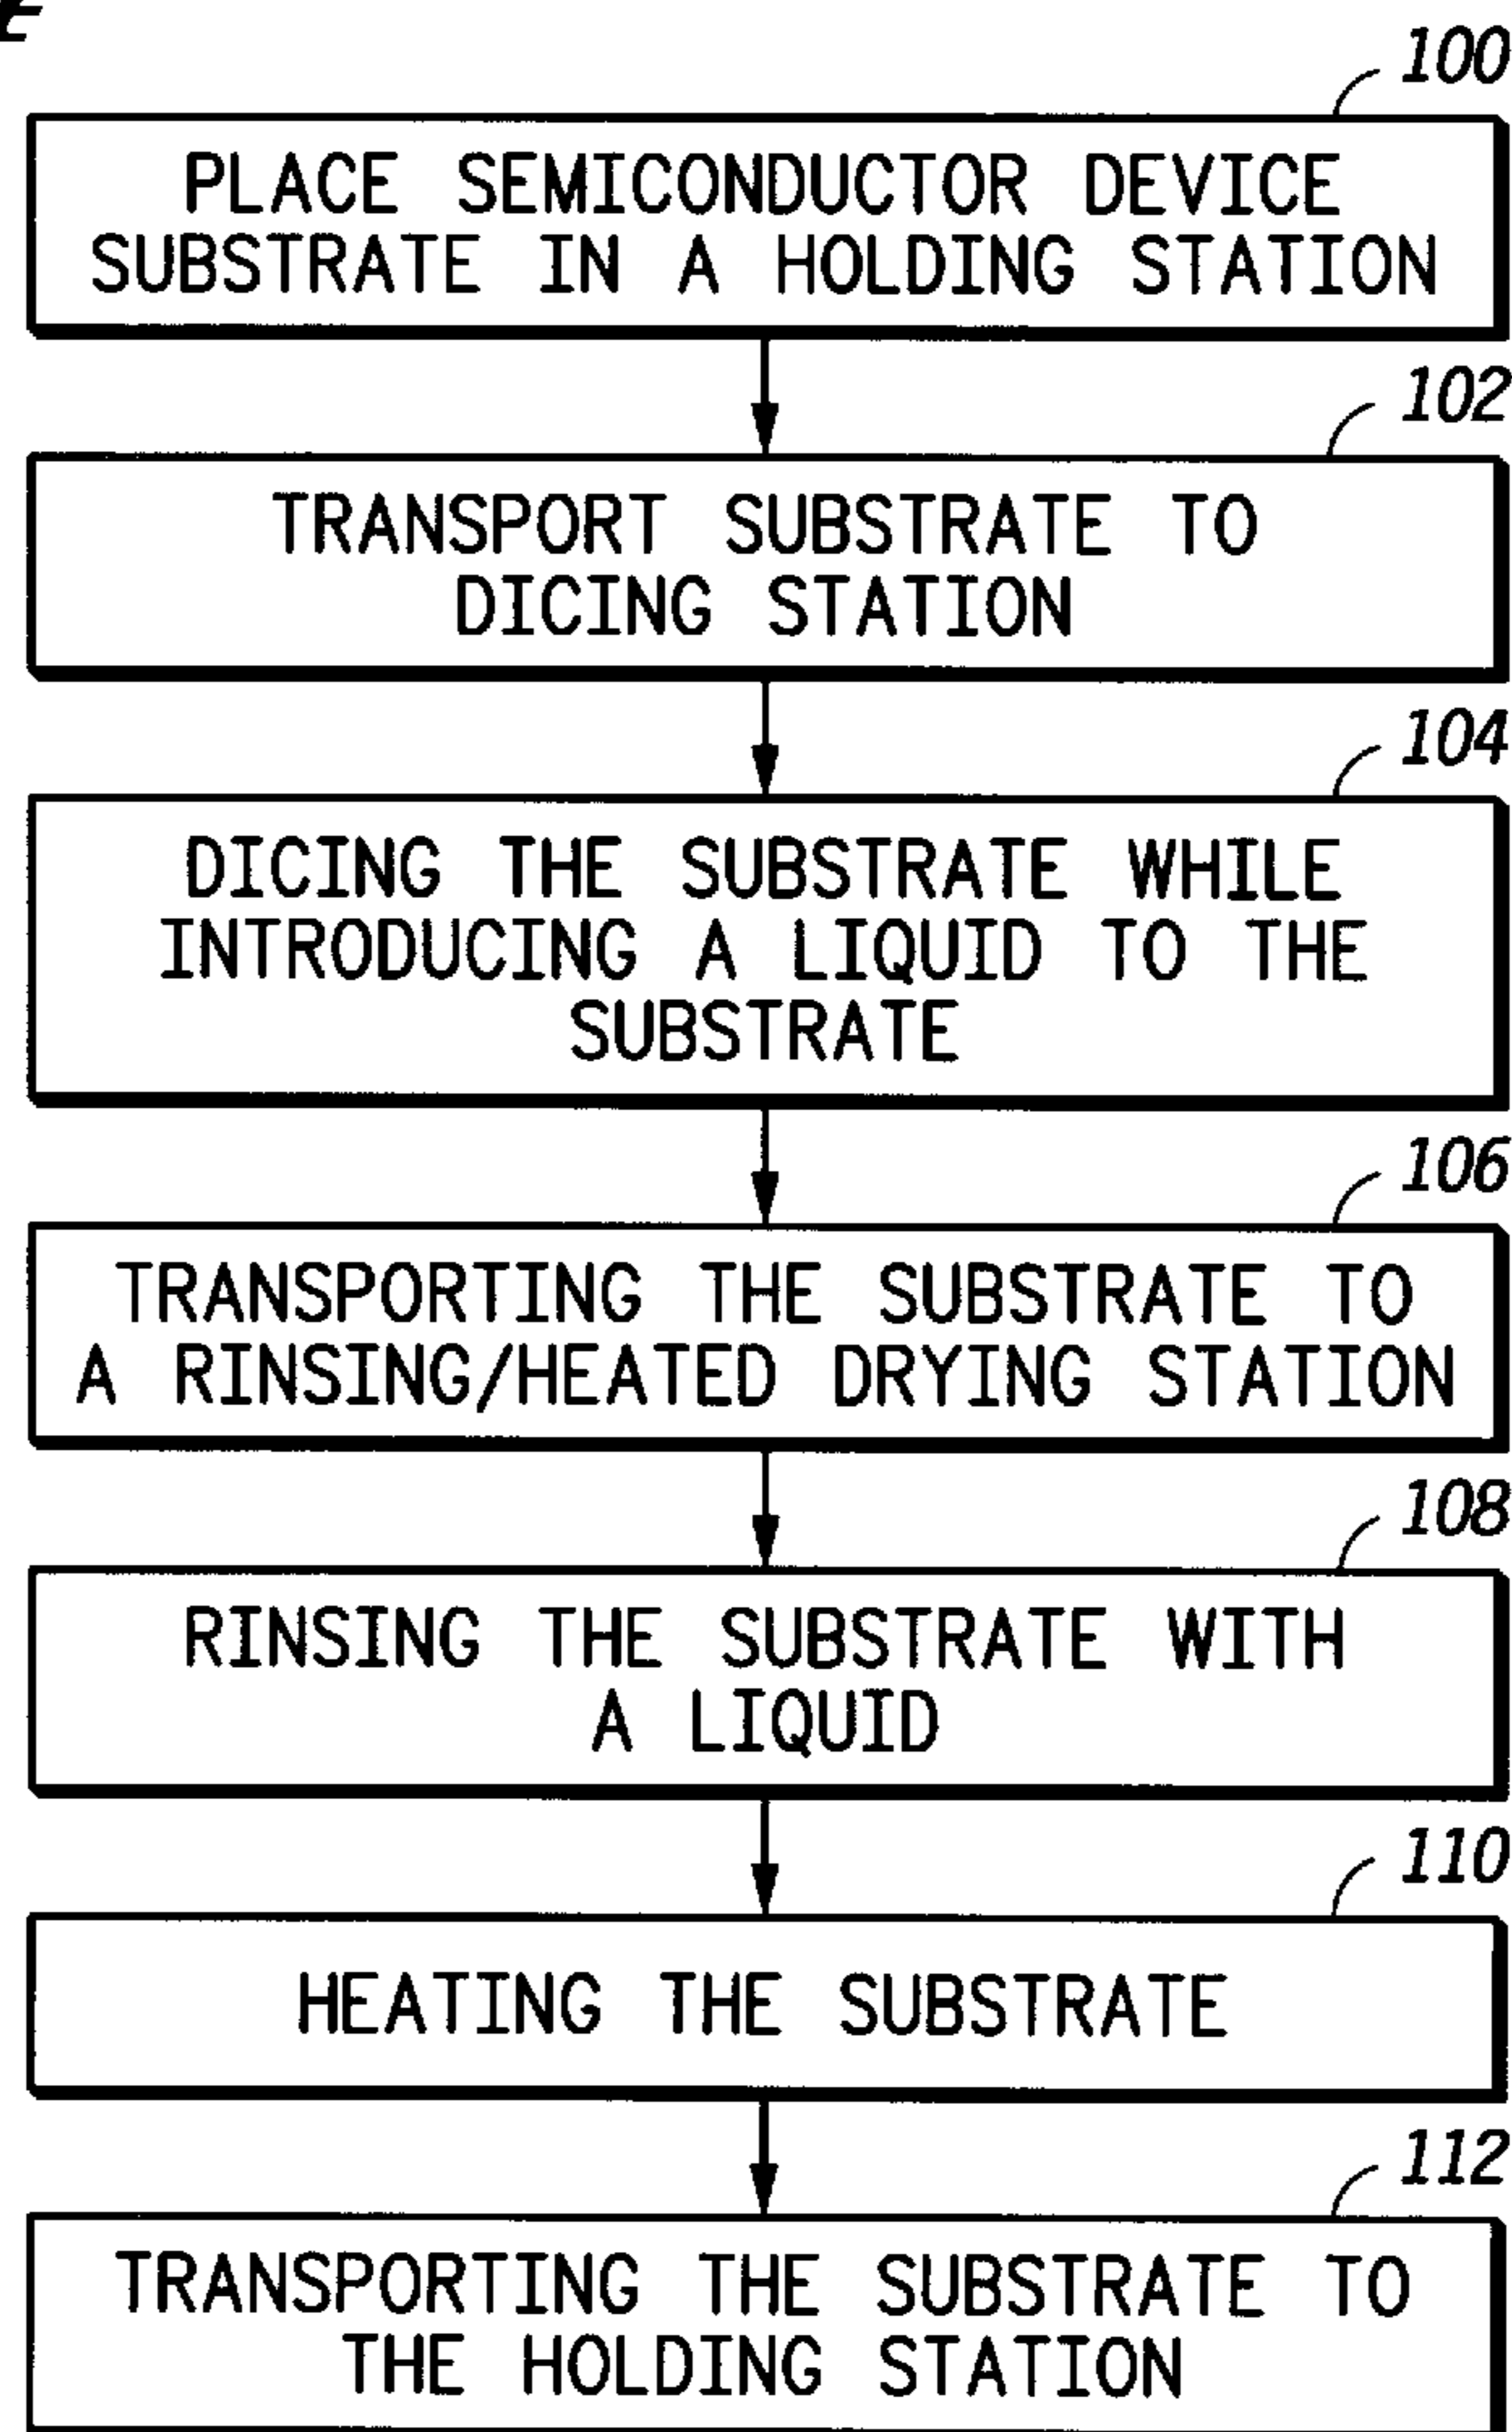 100
PLACE SEMICONDUCTOR DEVICE
SUBSTRATE IN A HOLDING STATION
102
TRANSPORT SUBSTRATE TO
DICING STATION
104
DICING THE SUBSTRATE WHILE
INTRODUCING A LIQUID TO THE
SUBSTRATE
106
TRANSPORTING THE SUBSTRATE TO
A RINSING/HEATED DRYING STATION
108
RINSING THE SUBSTRATE WITH
A LIQUID
110
HEATING THE SUBSTRATE
112
TRANSPORTING THE SUBSTRATE TO
THE HOLDING STATION